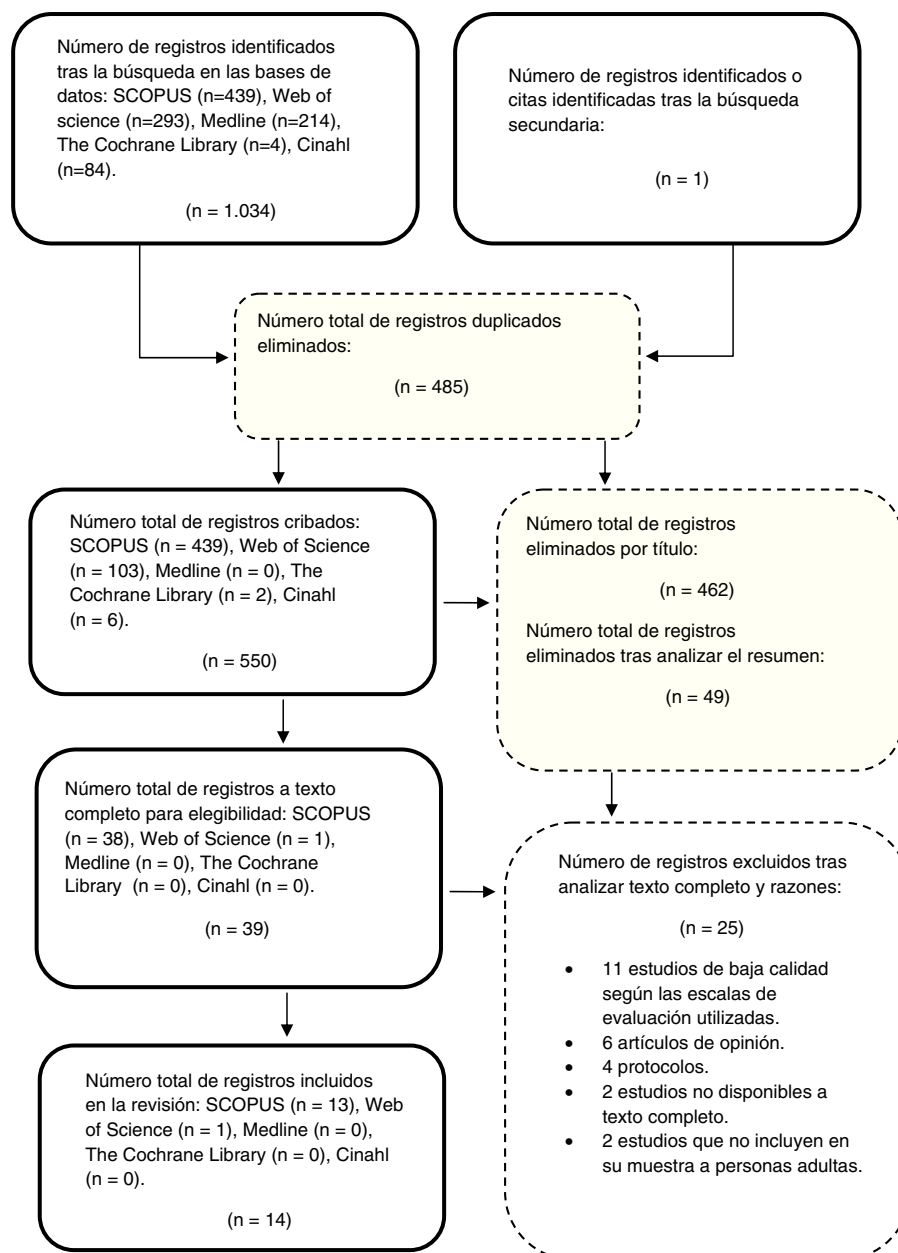 Número de registros identificados
tras la búsqueda en las bases de
datos: SCOPUS (n=439), Web of
science (n=293), Medline (n=214),
The Cochrane Library (n=4), Cinahl
(n=84).
(n = 1.034)
Número de registros identificados o
citas identificadas tras la búsqueda
secundaria:
(n = 1)
Número total de registros duplicados
eliminados:
(n = 485)
Número total de registros cribados:
SCOPUS (n = 439), Web of Science
(n = 103), Medline (n = 0), The
Cochrane Library (n = 2), Cinahl
(n = 6).
(n = 550)
Número total de registros
eliminados por título:
(n = 462)
Número total de registros
eliminados tras analizar el resumen:
(n = 49)
Número total de registros a texto
completo para elegibilidad: SCOPUS
(n = 38), Web of Science (n = 1),
Medline (n = 0), The Cochrane
Library (n = 0), Cinahl (n = 0).
(n = 39)
Número de registros excluidos tras
analizar texto completo y razones:
(n = 25)
• 11 estudios de baja calidad
según las escalas de
evaluación utilizadas.
• 6 artículos de opinión.
• 4 protocolos.
• 2 estudios no disponibles a
texto completo.
• 2 estudios que no incluyen en
su muestra a personas adultas.
Número total de registros incluidos
en la revisión: SCOPUS (n = 13), Web
of Science (n = 1), Medline (n = 0),
The Cochrane Library (n = 0), Cinahl
(n = 0).
(n = 14)